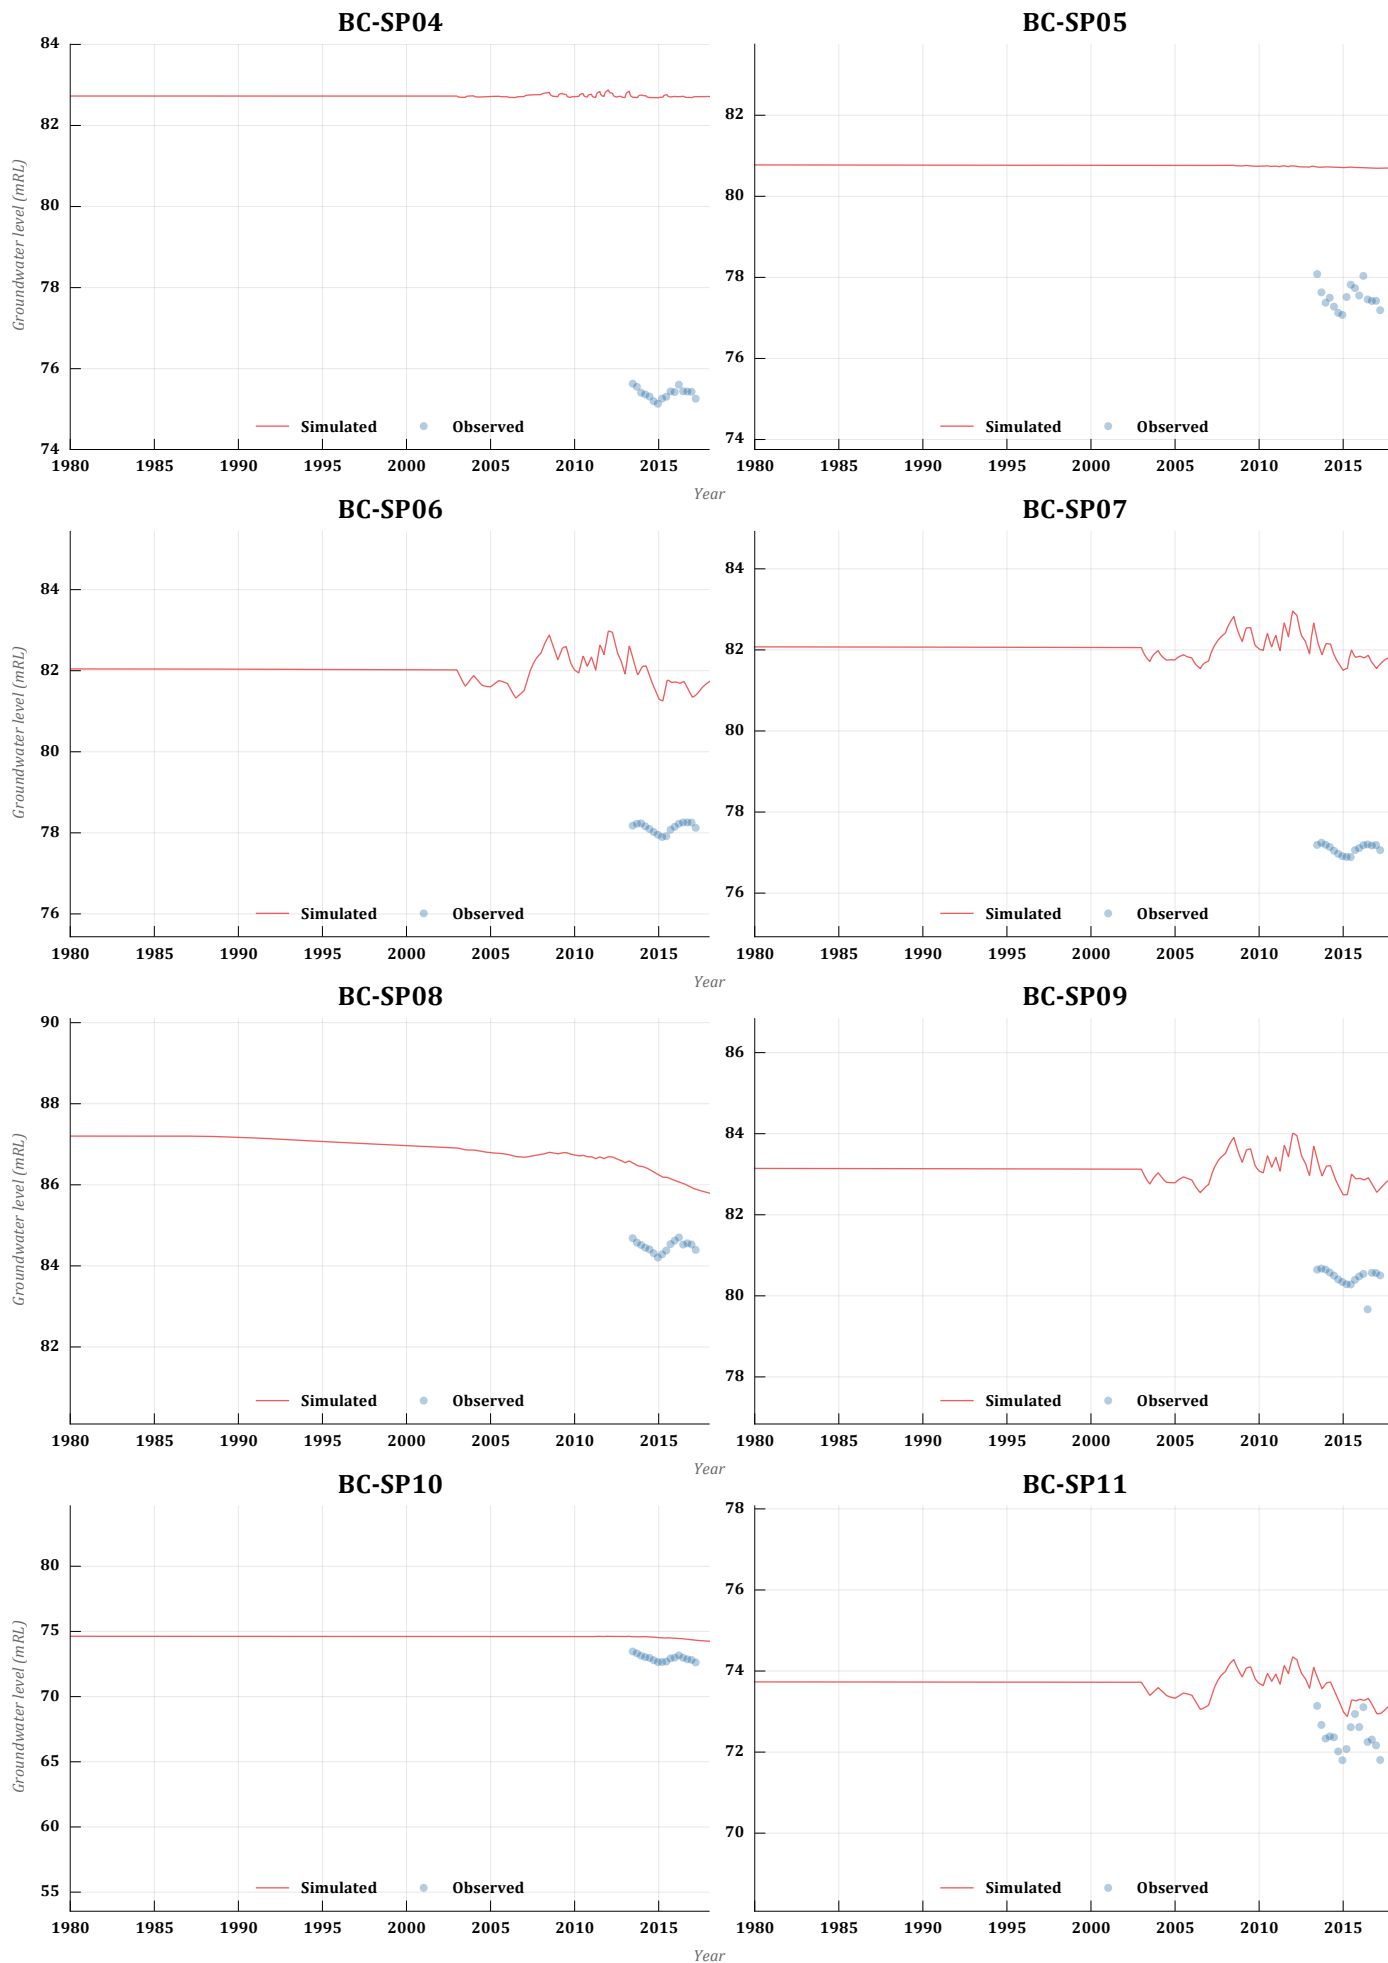 BC-SP04
BC-SP05
Groundwater level (mRL)
84
82
80
78
76
74
82
80
78
76
74
Simulated Observed
Simulated Observed
1980 1985 1990 1995 2000 2005 2010 2015
1980 1985 1990 1995 2000 2005 2010 2015
Year
BC-SP06
BC-SP07
Groundwater level (mRL)
84
82
80
78
76
84
82
80
78
76
Simulated Observed
Simulated Observed
1980 1985 1990 1995 2000 2005 2010 2015
1980 1985 1990 1995 2000 2005 2010 2015
Year
BC-SP08
BC-SP09
Groundwater level (mRL)
90
88
86
84
82
86
84
82
80
78
Simulated Observed
Simulated Observed
1980 1985 1990 1995 2000 2005 2010 2015
1980 1985 1990 1995 2000 2005 2010 2015
Year
BC-SP10
BC-SP11
Groundwater level (mRL)
80
75
70
65
60
55
78
76
74
72
70
Simulated Observed
Simulated Observed
1980 1985 1990 1995 2000 2005 2010 2015
1980 1985 1990 1995 2000 2005 2010 2015
Year